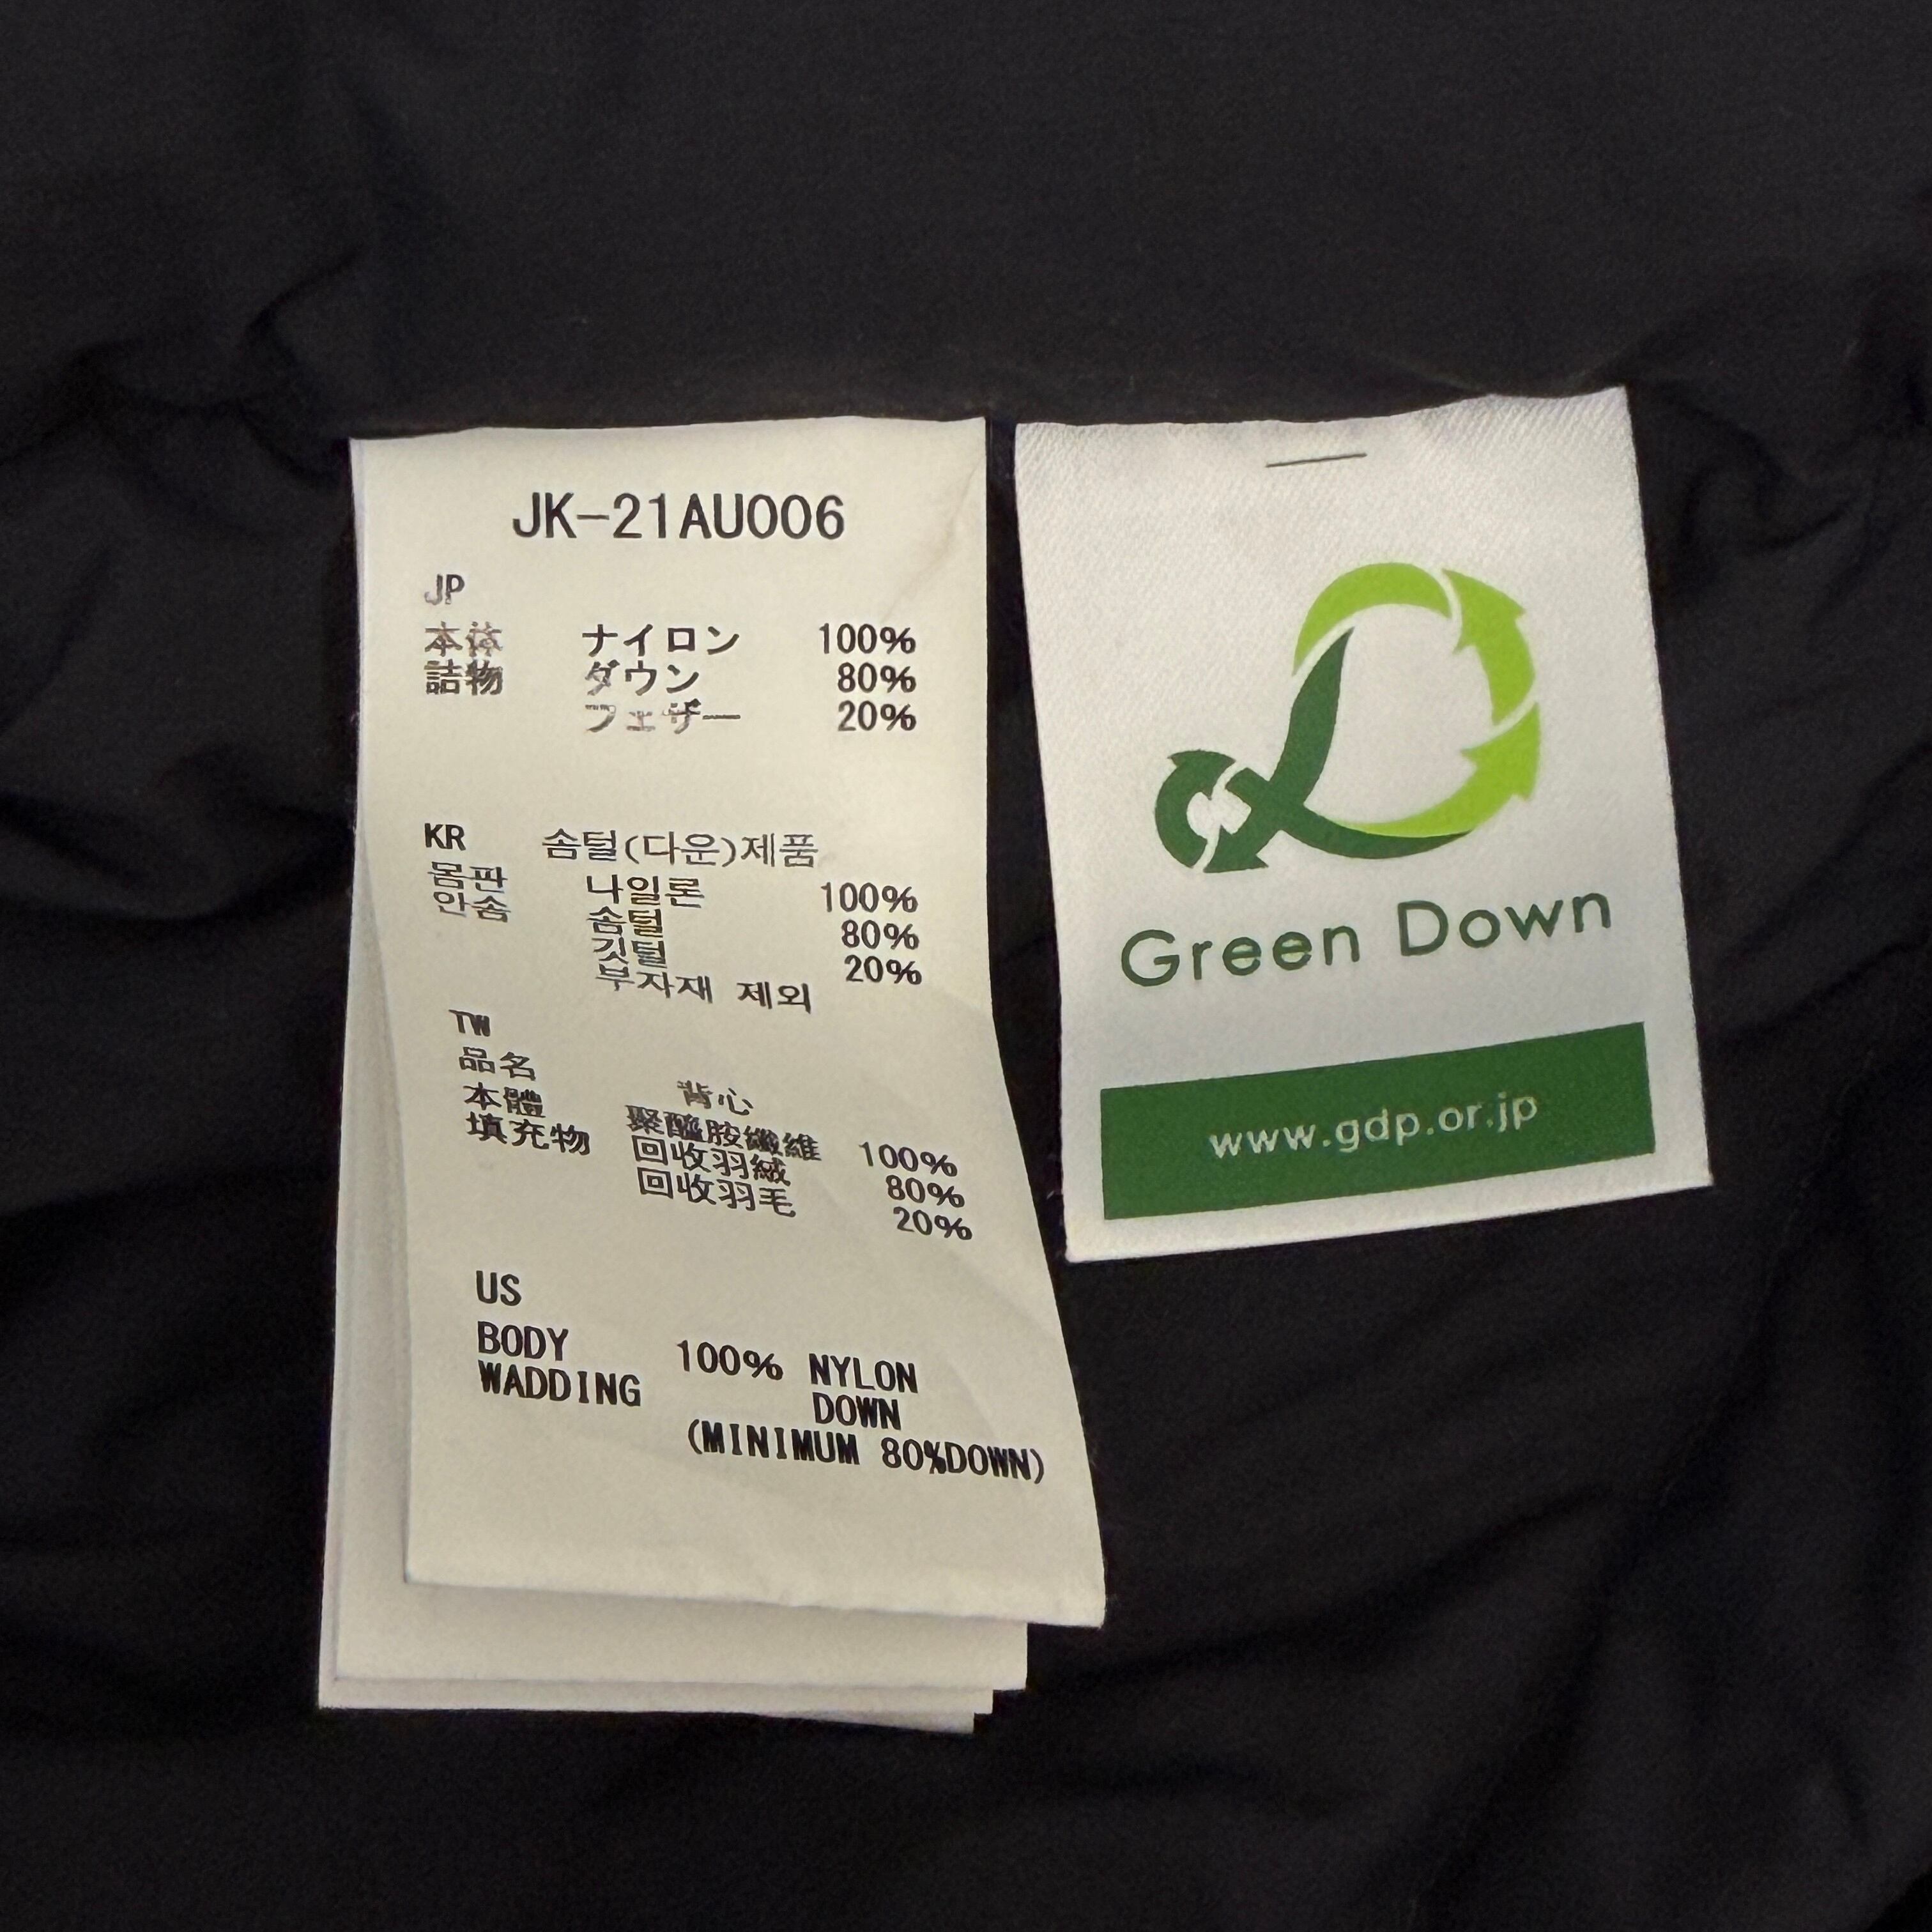 JK-21AU006
JP
本体 ナイロン 100%
詰物 ダウン 80%
フェザー 20%
KR 솜털(다운)제품
몸판 나일론 100%
안솜 솜털 80%
깃털 20%
부자재 제외
TW
品名 背心
本體 聚醯胺纖維 100%
填充物 回收羽絨 80%
回收羽毛 20%
US
BODY 100% NYLON
WADDING DOWN
(MINIMUM 80%DOWN)
Green Down
www.gdp.or.jp